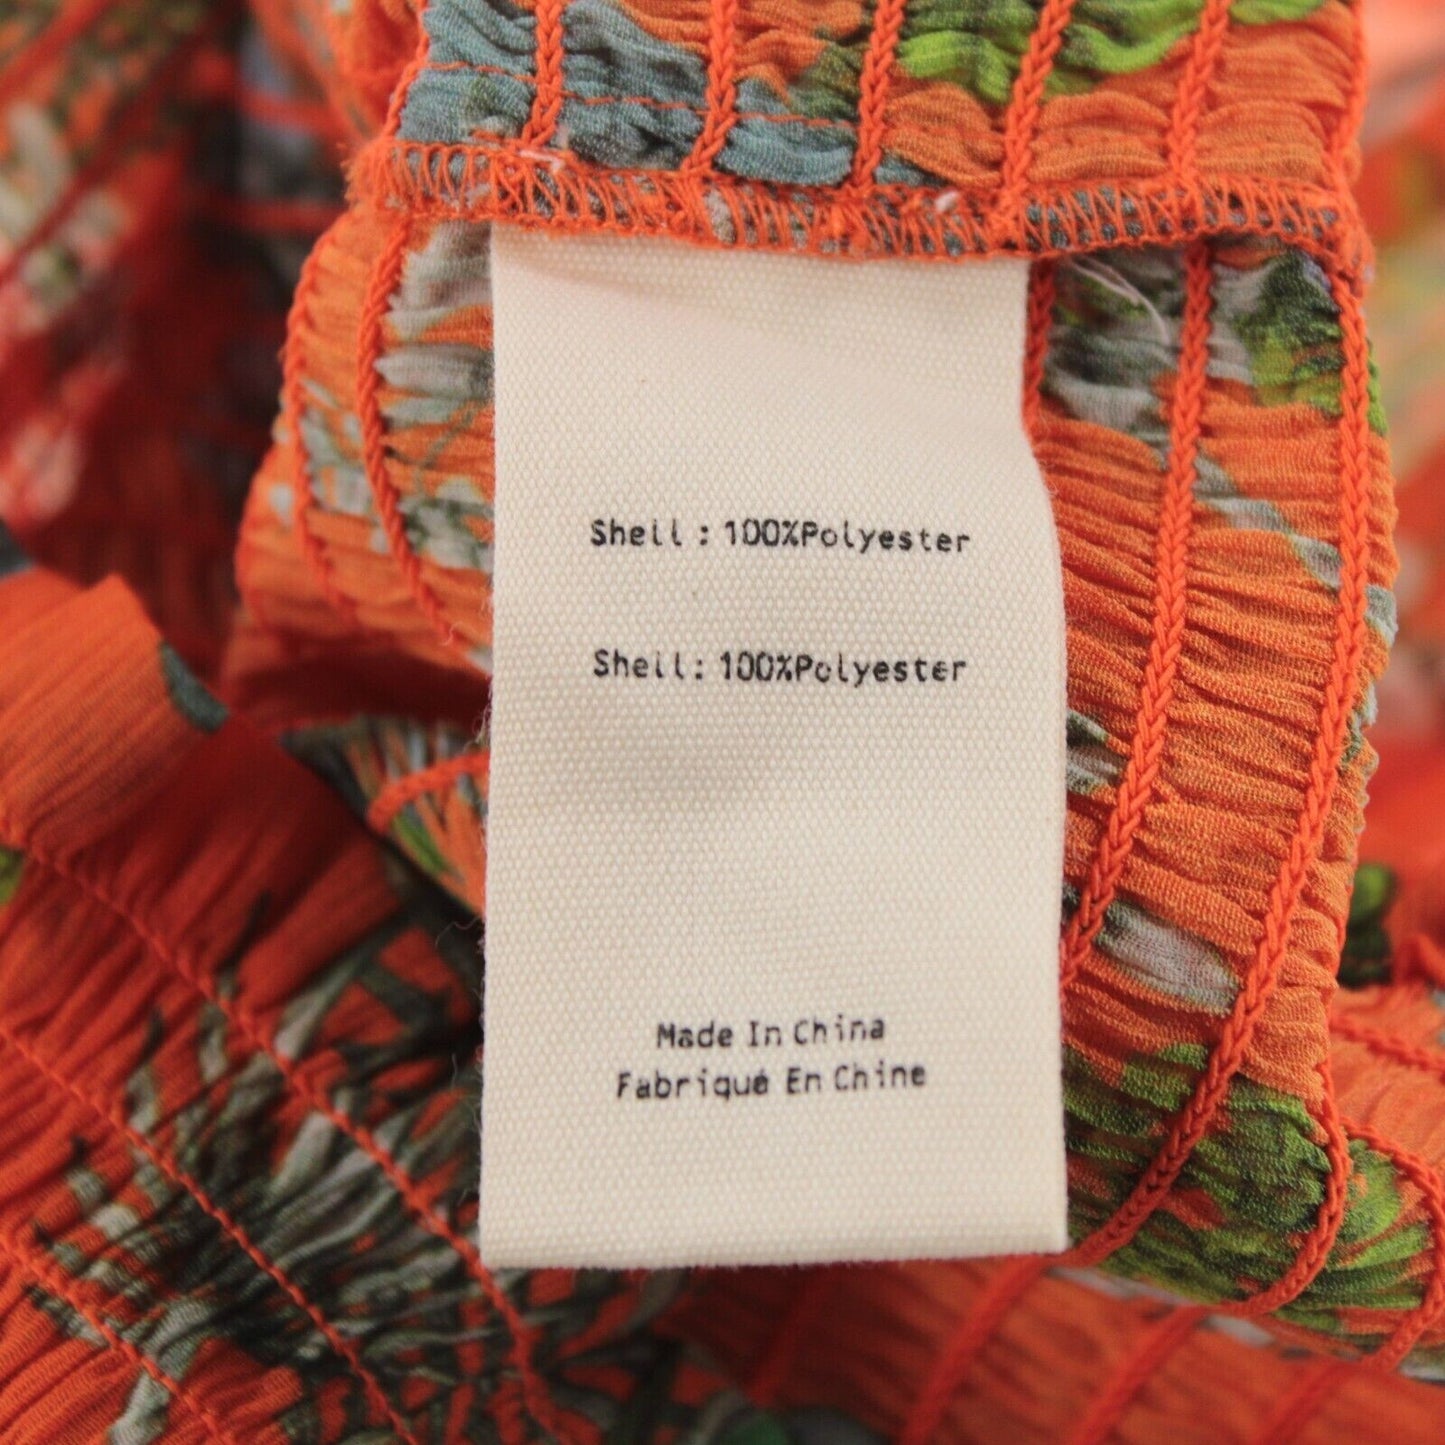 Shell : 100%Polyester
Shell: 100%Polyester
Made In China
Fabriqué En Chine